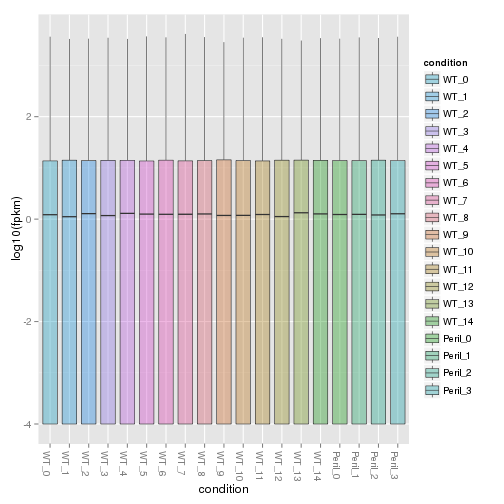 condition
WT_0
WT_1
WT_2
WT_3
WT_4
WT_5
WT_6
WT_7
WT_8
WT_9
WT_10
WT_11
WT_12
WT_13
WT_14
Peril_0
Peril_1
Peril_2
Peril_3
log10(fpkm)
2
0
-2
-4
WT_0
WT_1
WT_2
WT_3
WT_4
WT_5
WT_6
WT_7
WT_8
WT_9
WT_10
WT_11
WT_12
WT_13
WT_14
Peril_0
Peril_1
Peril_2
Peril_3
condition